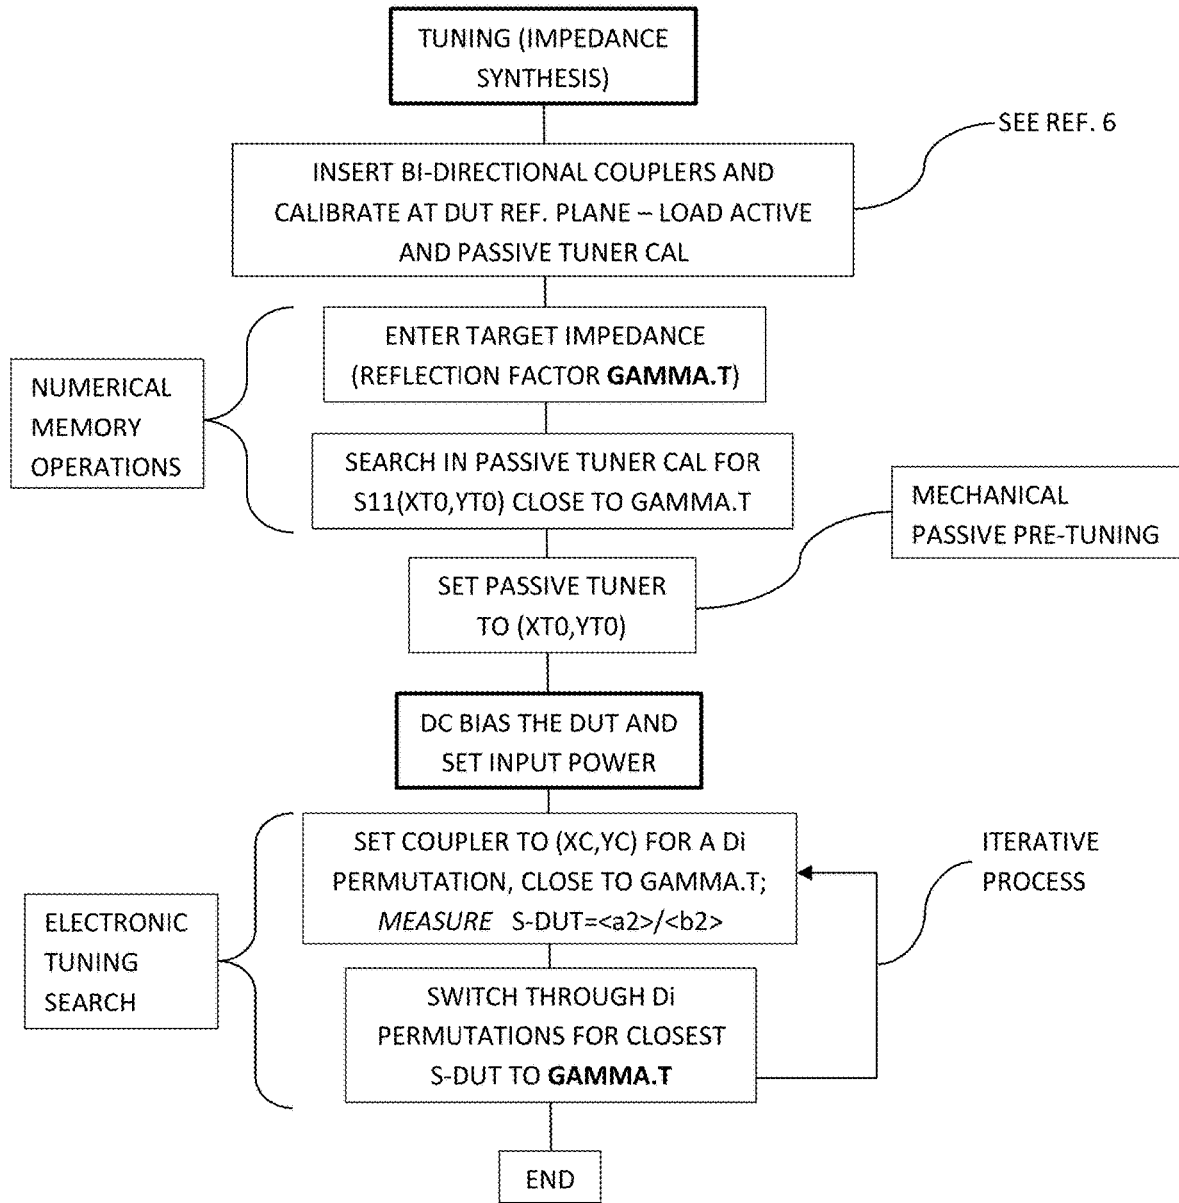 TUNING (IMPEDANCE
SYNTHESIS)
SEE REF. 6
INSERT BI-DIRECTIONAL COUPLERS AND
CALIBRATE AT DUT REF. PLANE – LOAD ACTIVE
AND PASSIVE TUNER CAL
ENTER TARGET IMPEDANCE
(REFLECTION FACTOR GAMMA.T)
NUMERICAL
MEMORY
OPERATIONS
SEARCH IN PASSIVE TUNER CAL FOR
S11(XT0,YT0) CLOSE TO GAMMA.T
MECHANICAL
PASSIVE PRE-TUNING
SET PASSIVE TUNER
TO (XT0,YT0)
DC BIAS THE DUT AND
SET INPUT POWER
SET COUPLER TO (XC,YC) FOR A Di
PERMUTATION, CLOSE TO GAMMA.T;
MEASURE S-DUT=<a2>/<b2>
ITERATIVE
PROCESS
ELECTRONIC
TUNING
SEARCH
SWITCH THROUGH Di
PERMUTATIONS FOR CLOSEST
S-DUT TO GAMMA.T
END